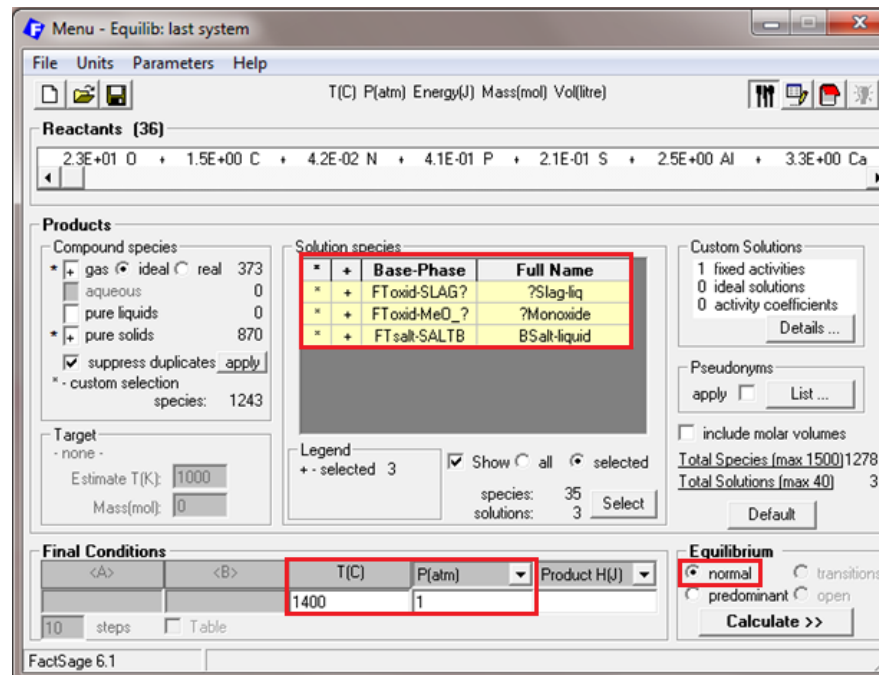 Menu - Equilib: last system
File Units Parameters Help
T(C) P(atm) Energy(J) Mass(mol) Vol(litre)
Reactants (36)
2.3E+01 O + 1.5E+00 C + 4.2E-02 N + 4.1E-01 P + 2.1E-01 S + 2.5E+00 Al + 3.3E+00 Ca
Products
Compound species
* + gas ideal real 373
aqueous 0
pure liquids 0
* + pure solids 870
suppress duplicates apply
* - custom selection
species: 1243
Target
- none -
Estimate T(K): 1000
Mass(mol): 0
Solution species
* + Base-Phase Full Name
* + FToxid-SLAG? ?Slag-liq
* + FToxid-MeO_? ?Monoxide
* + FTsalt-SALTB BSalt-liquid
Legend
+ - selected 3
Show all selected
species: 35
solutions: 3
Select
Custom Solutions
1 fixed activities
0 ideal solutions
0 activity coefficients
Details ...
Pseudonyms
apply List ...
include molar volumes
Total Species (max 1500) 1278
Total Solutions (max 40) 3
Default
Final Conditions
<A> <B> T(C) P(atm) Product H(J)
1400 1
10 steps Table
Equilibrium
normal transitions
predominant open
Calculate >>
FactSage 6.1